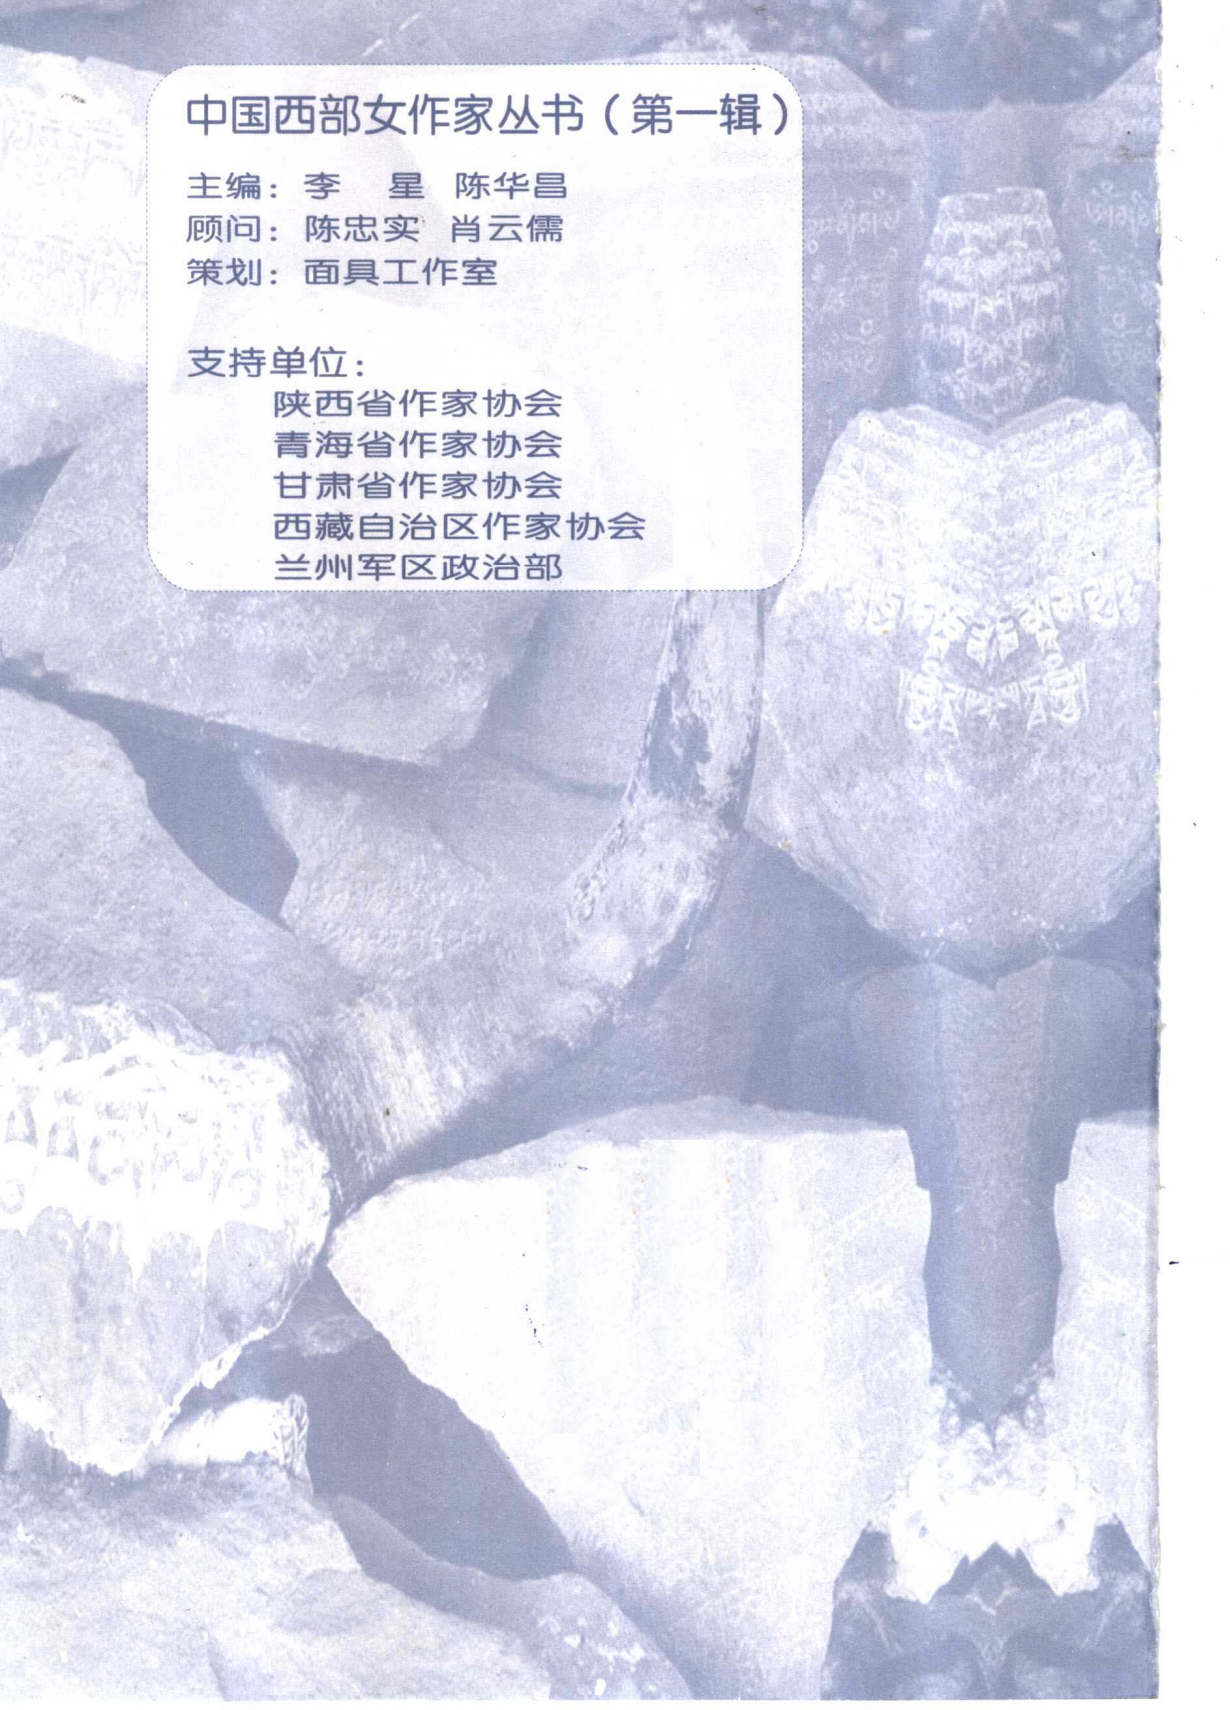 中国西部女作家丛书（第一辑）
主编：李　星 陈华昌
顾问：陈忠实 肖云儒
策划：面具工作室
支持单位：
陕西省作家协会
青海省作家协会
甘肃省作家协会
西藏自治区作家协会
兰州军区政治部